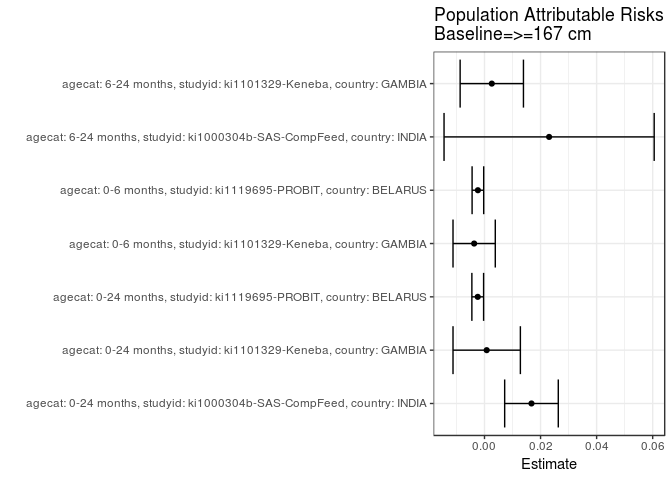 Population Attributable Risks
Baseline=>=167 cm
agecat: 6-24 months, studyid: ki1101329-Keneba, country: GAMBIA
agecat: 6-24 months, studyid: ki1000304b-SAS-CompFeed, country: INDIA
agecat: 0-6 months, studyid: ki1119695-PROBIT, country: BELARUS
agecat: 0-6 months, studyid: ki1101329-Keneba, country: GAMBIA
agecat: 0-24 months, studyid: ki1119695-PROBIT, country: BELARUS
agecat: 0-24 months, studyid: ki1101329-Keneba, country: GAMBIA
agecat: 0-24 months, studyid: ki1000304b-SAS-CompFeed, country: INDIA
0.00 0.02 0.04 0.06
Estimate